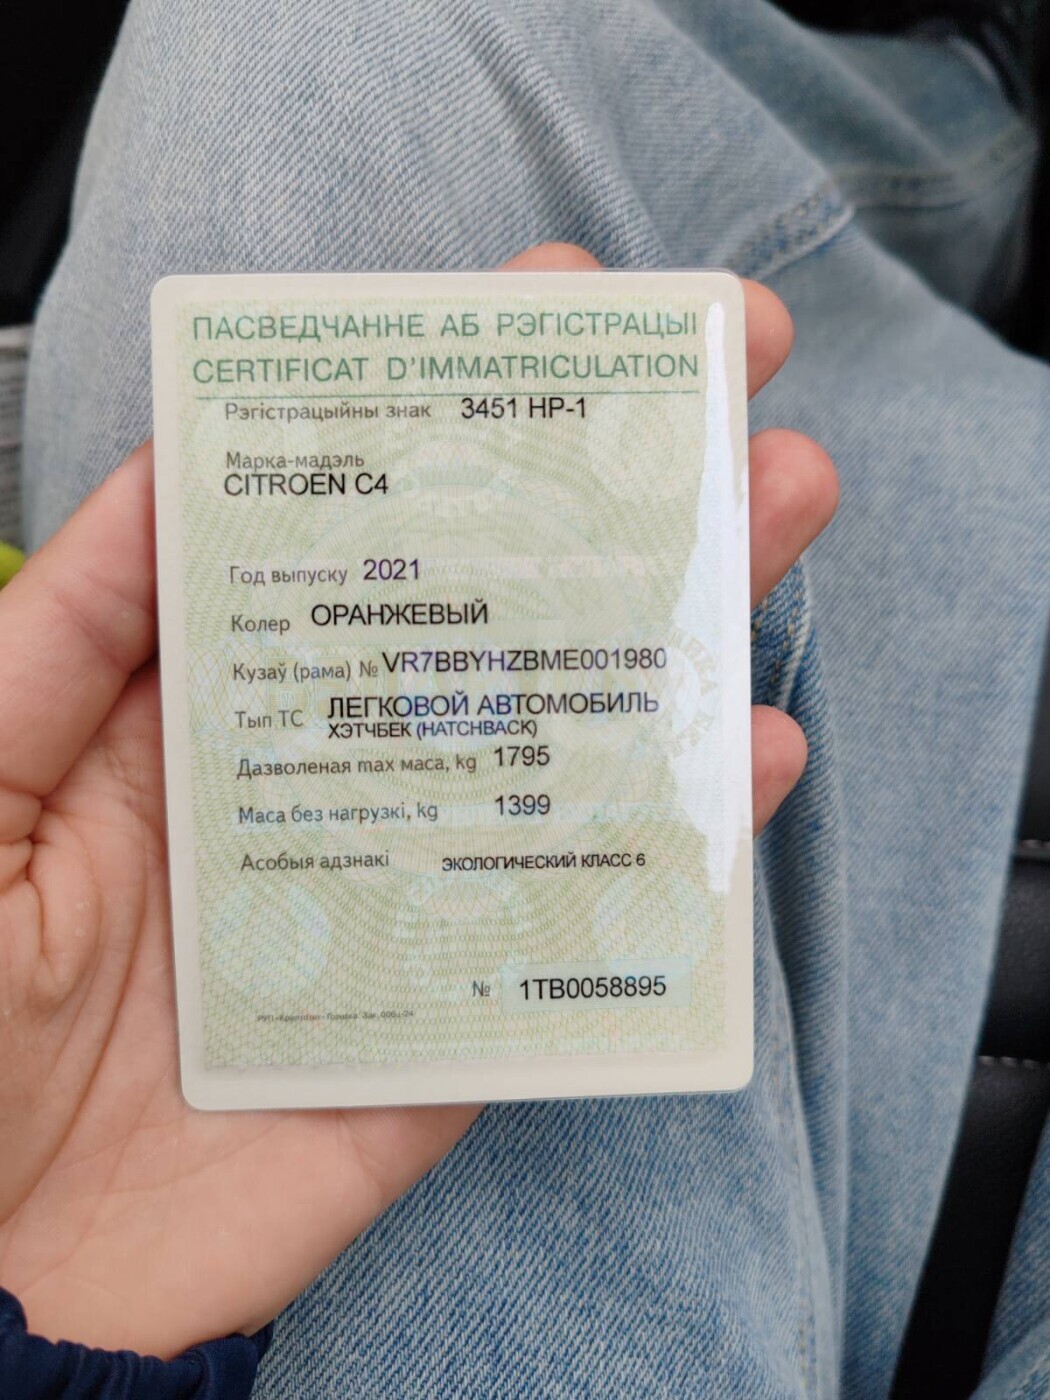 ПАСВЕДЧАННЕ АБ РЭГІСТРАЦЫІ
CERTIFICAT D'IMMATRICULATION
Рэгістрацыйны знак 3451 HP-1
Марка-мадэль
CITROEN C4
Год выпуску 2021
Колер ОРАНЖЕВЫЙ
Кузаў (рама) № VR7BBYHZBME001980
Тып ТС ЛЕГКОВОЙ АВТОМОБИЛЬ
ХЭТЧБЕК (HATCHBACK)
Дазволеная max маса, kg 1795
Маса без нагрузкі, kg 1399
Асобыя адзнакі ЭКОЛОГИЧЕСКИЙ КЛАСС 6
№ 1TB0058895